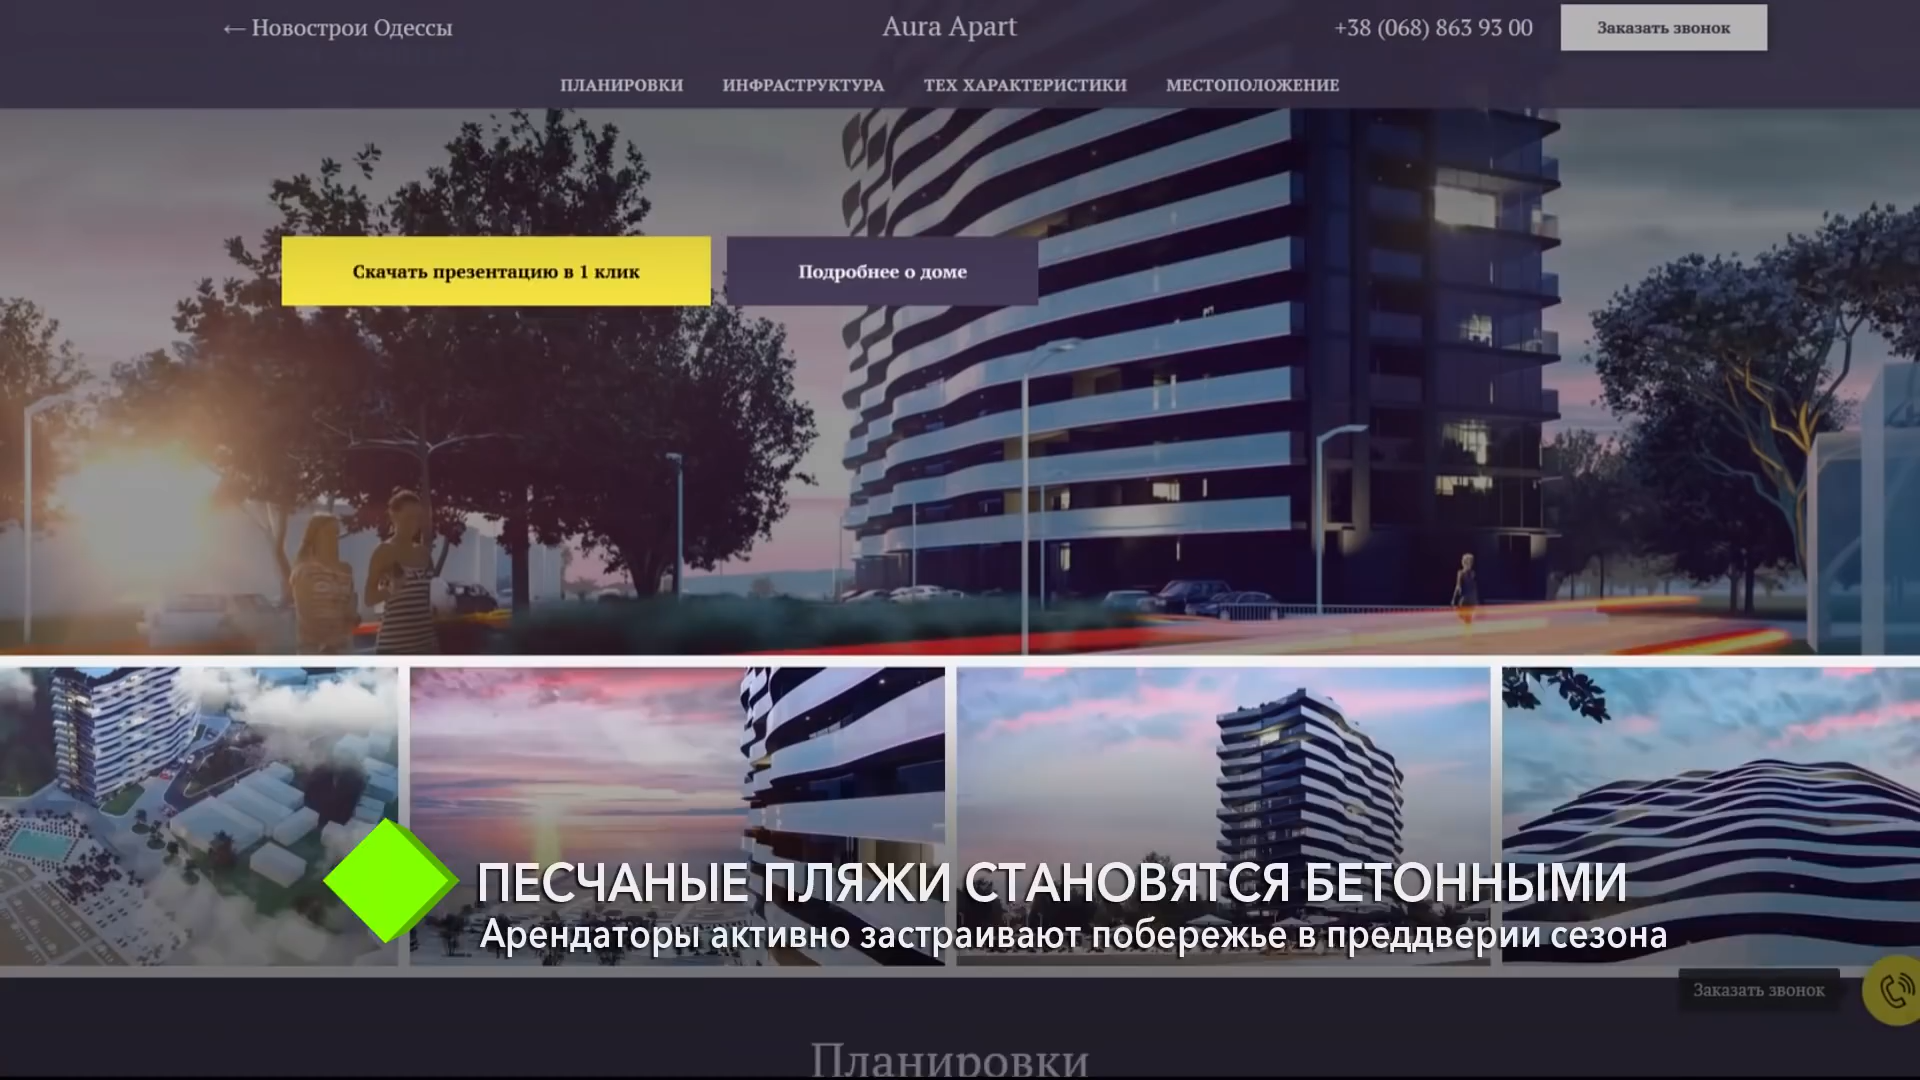 ← Новострои Одессы
Aura Apart
+38 (068) 863 93 00
Заказать звонок
ПЛАНИРОВКИ ИНФРАСТРУКТУРА ТЕХ ХАРАКТЕРИСТИКИ МЕСТОПОЛОЖЕНИЕ
Скачать презентацию в 1 клик
Подробнее о доме
ПЕСЧАНЫЕ ПЛЯЖИ СТАНОВЯТСЯ БЕТОННЫМИ
Арендаторы активно застраивают побережье в преддверии сезона
Заказать звонок
Планировки